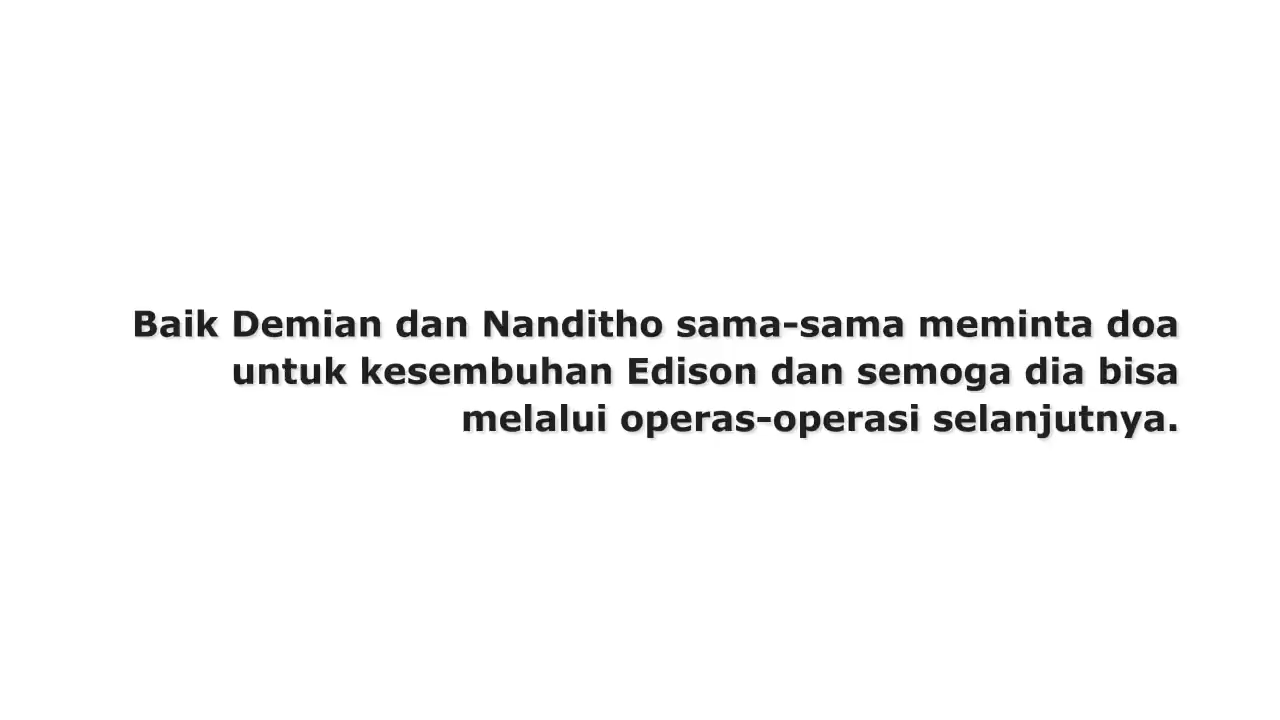 Baik Demian dan Nanditho sama-sama meminta doa
untuk kesembuhan Edison dan semoga dia bisa
melalui operas-operasi selanjutnya.